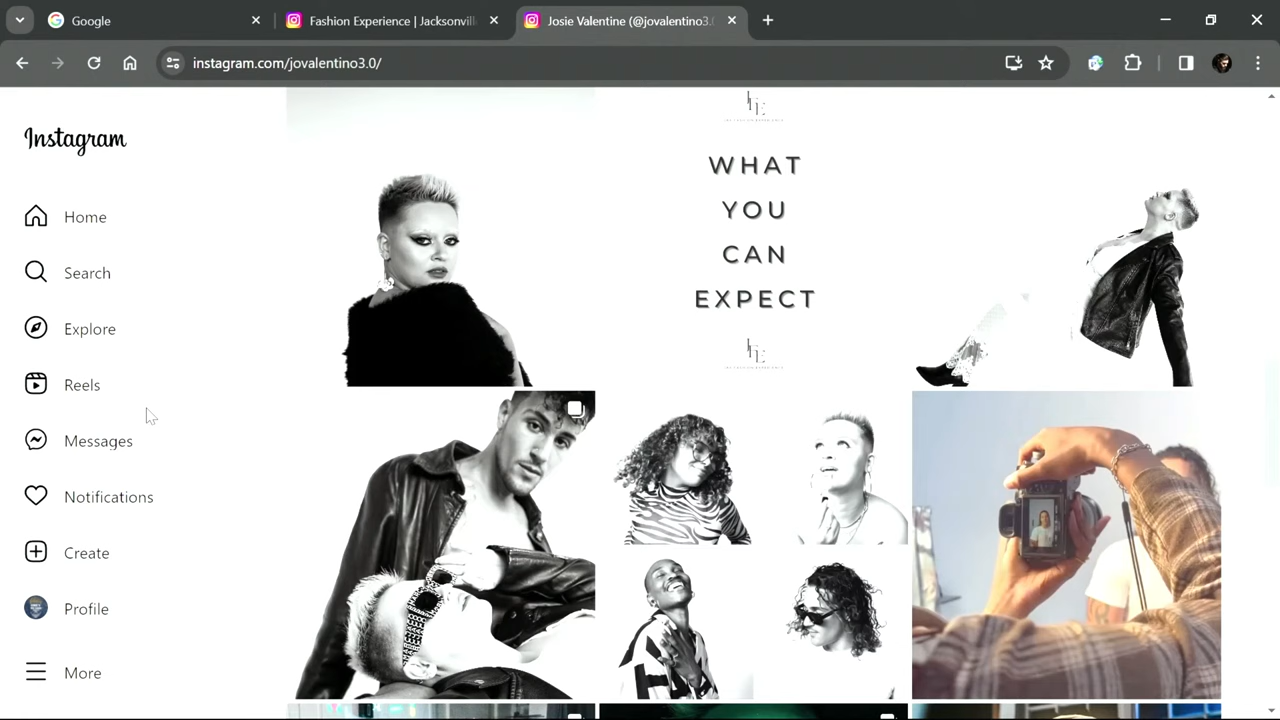 Google
Fashion Experience | Jacksonvill
Josie Valentine (@jovalentino3.0
instagram.com/jovalentino3.0/
Instagram
Home
Search
Explore
Reels
Messages
Notifications
Create
Profile
More
WHAT
YOU
CAN
EXPECT